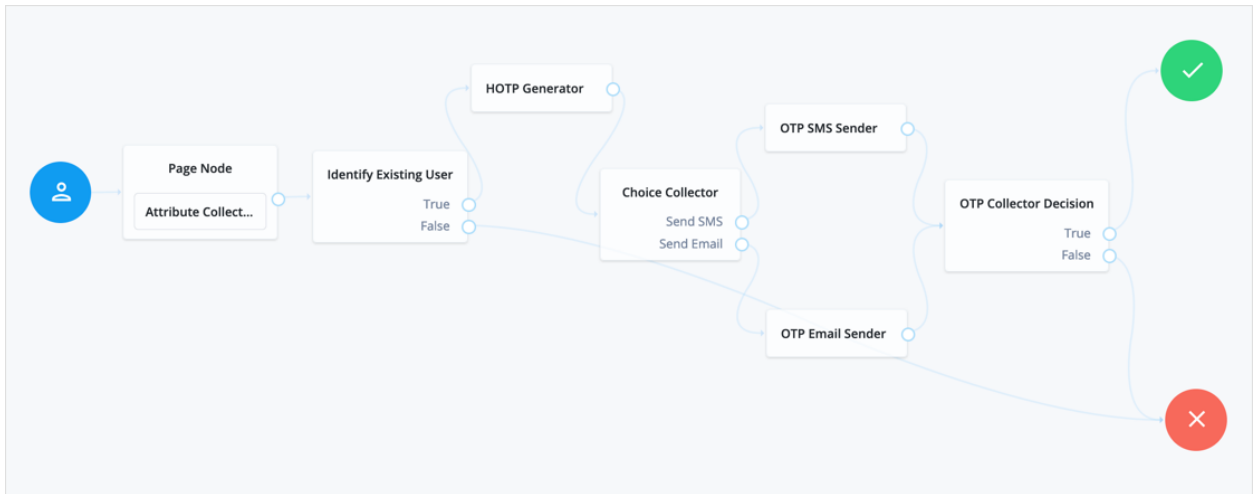 Page Node
Attribute Collect...
Identify Existing User
True
False
HOTP Generator
Choice Collector
Send SMS
Send Email
OTP SMS Sender
OTP Email Sender
OTP Collector Decision
True
False